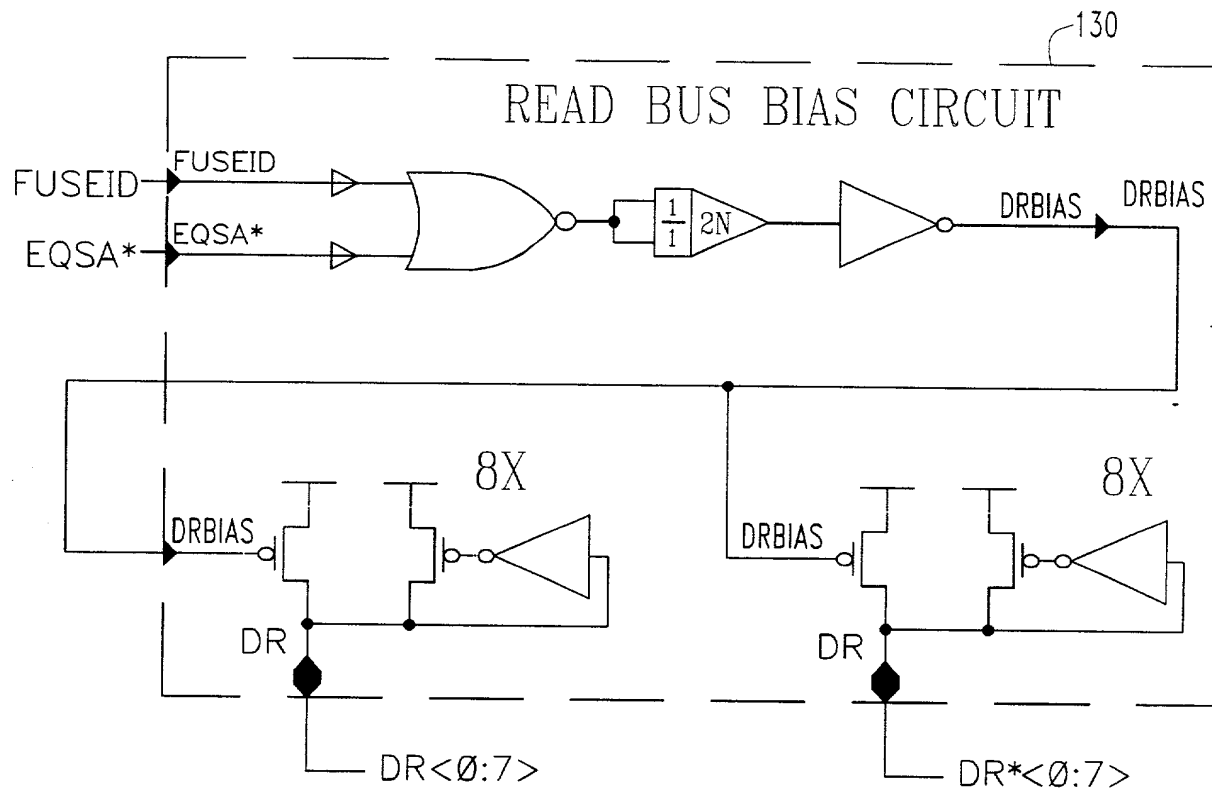 130
READ BUS BIAS CIRCUIT
FUSEID
FUSEID
EQSA*
EQSA*
1
1
2N
DRBIAS
DRBIAS
8X
8X
DRBIAS
DRBIAS
DR
DR
DR<Ø:7>
DR*<Ø:7>